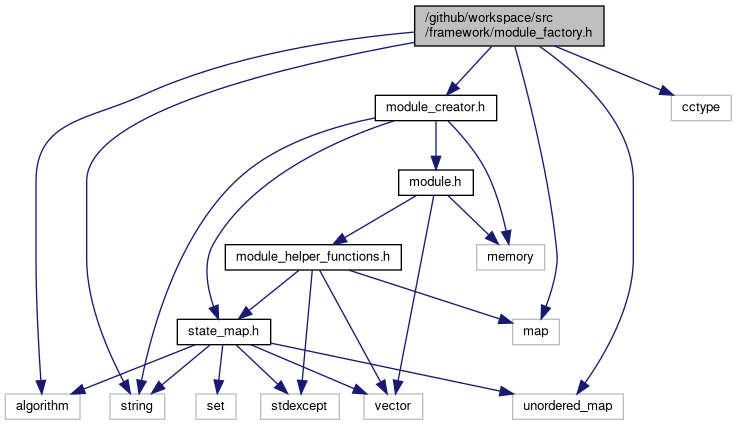 /github/workspace/src
/framework/module_factory.h
module_creator.h
cctype
module.h
module_helper_functions.h
memory
state_map.h
map
algorithm
string
set
stdexcept
vector
unordered_map